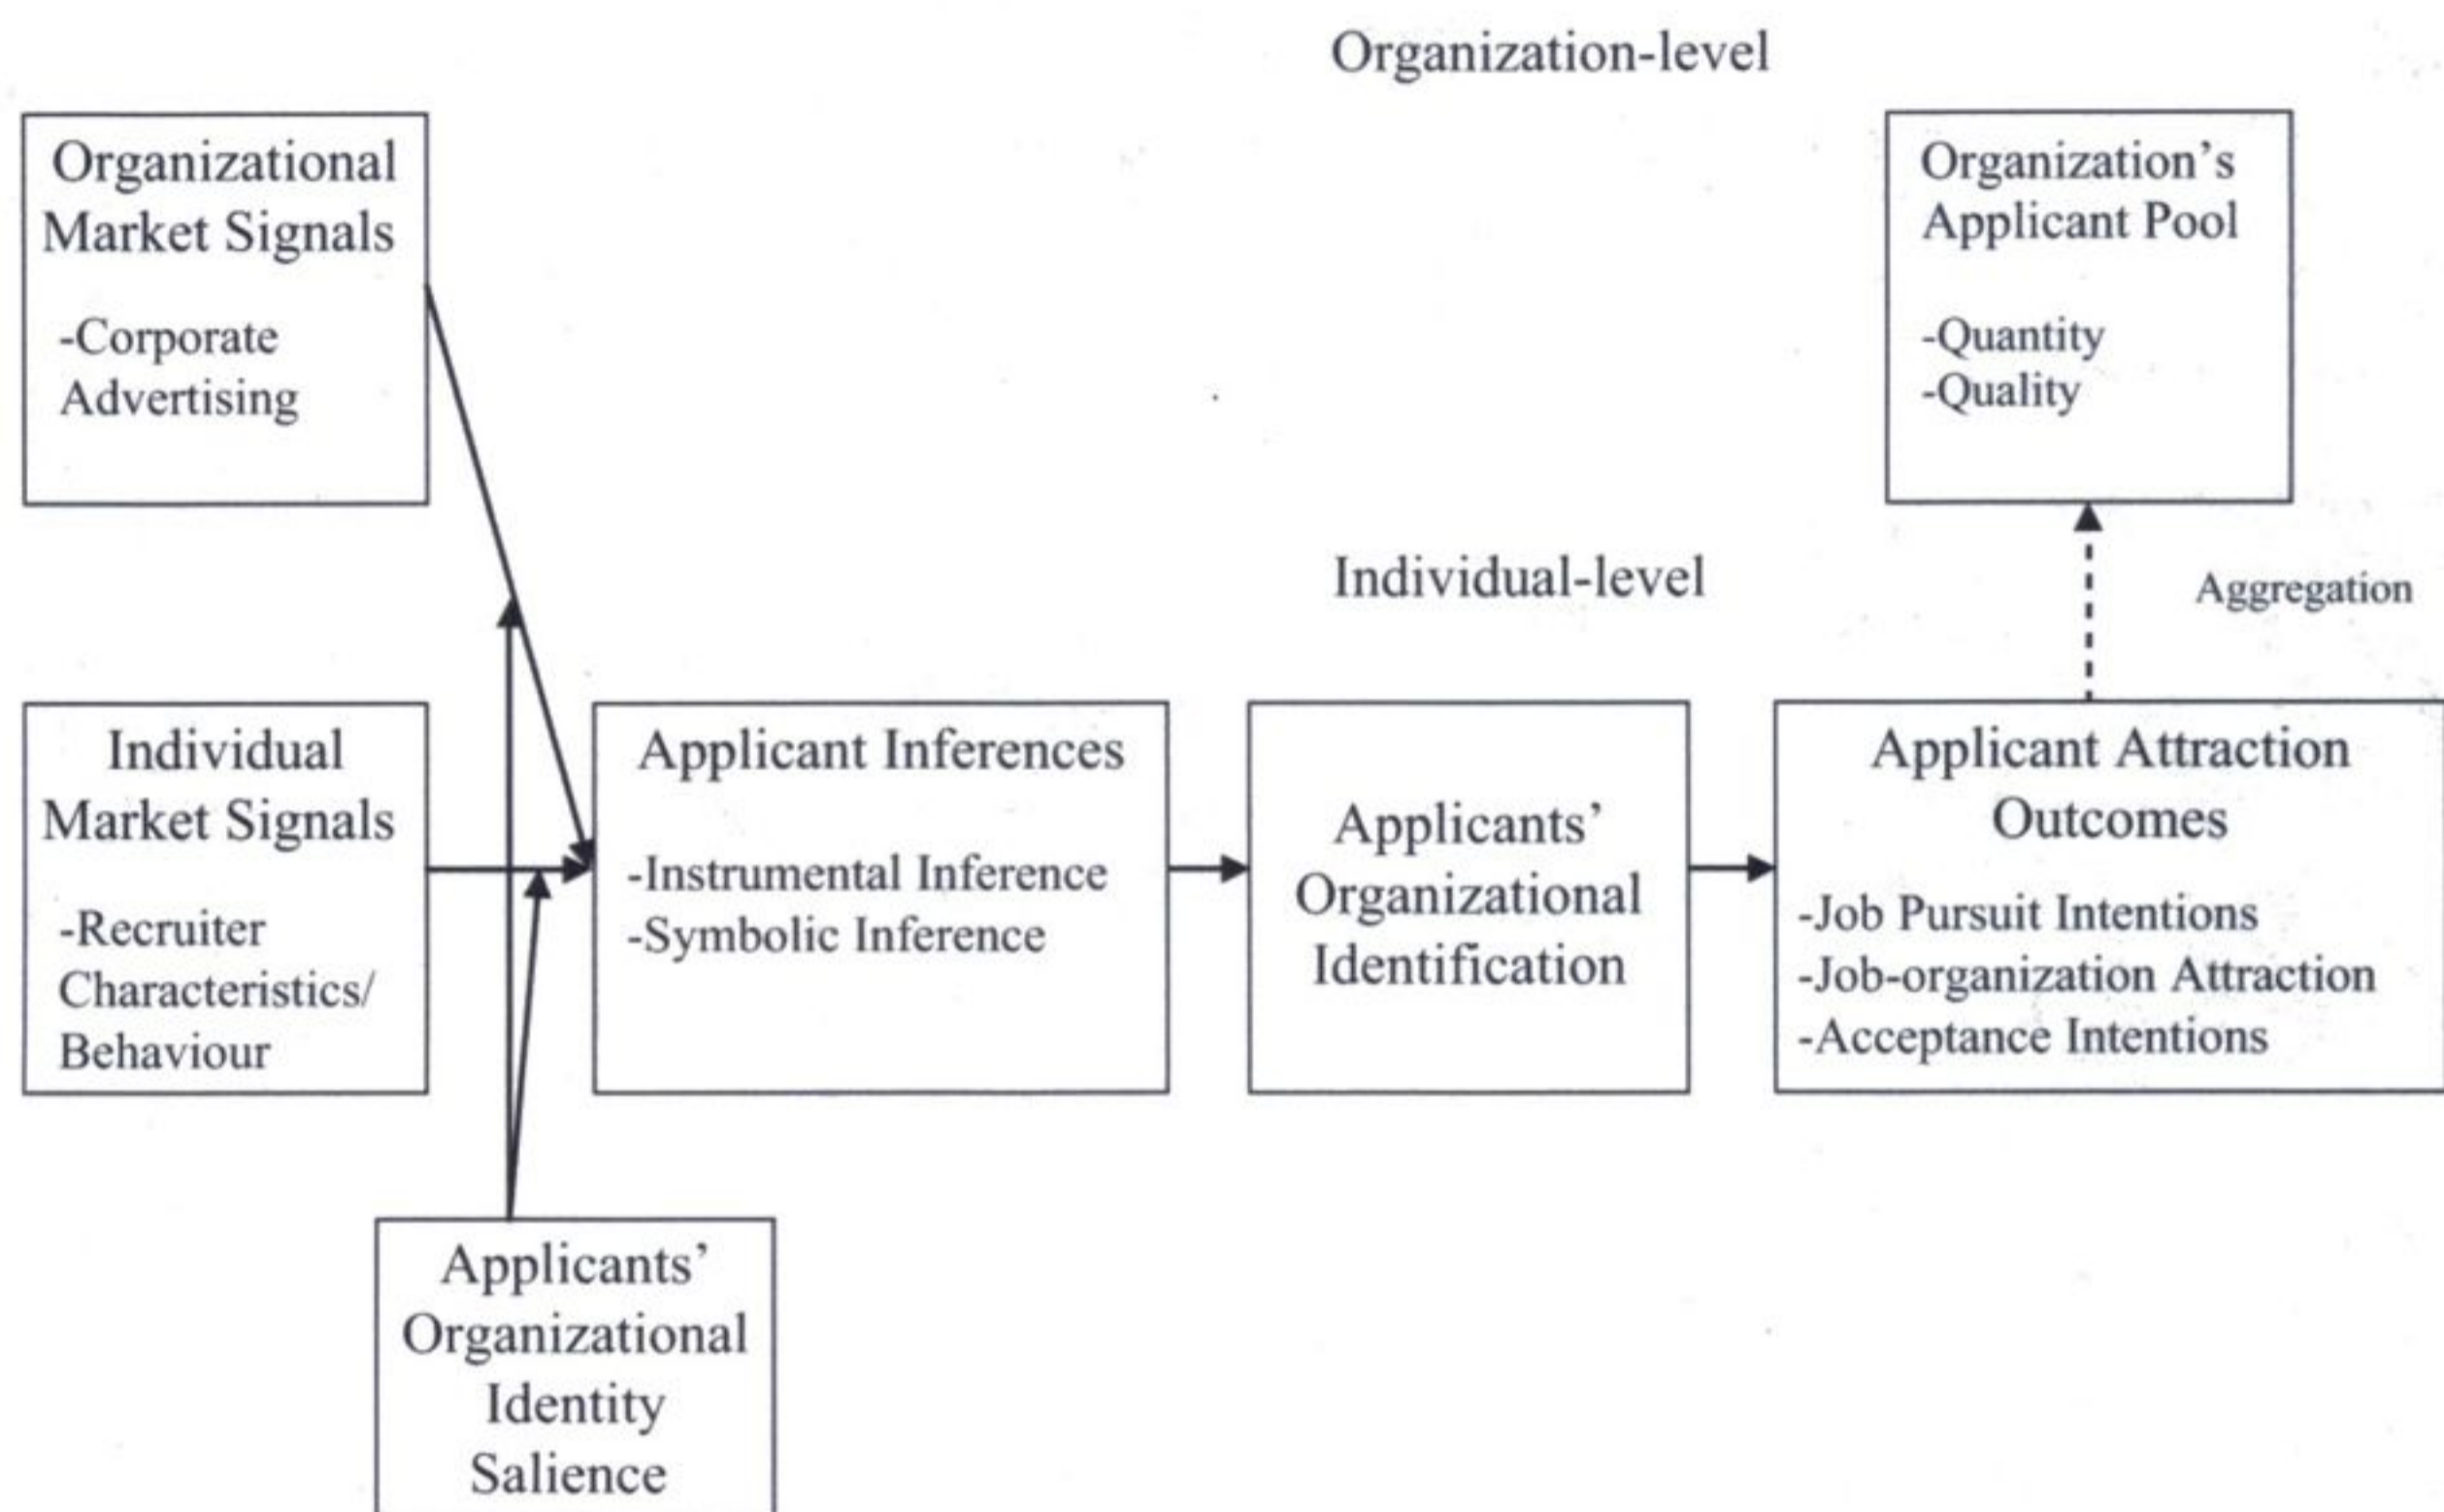 Organization-level
Organizational
Market Signals
-Corporate
Advertising
Organization's
Applicant Pool
-Quantity
-Quality
Individual-level
Aggregation
Individual
Market Signals
-Recruiter
Characteristics/
Behaviour
Applicant Inferences
-Instrumental Inference
-Symbolic Inference
Applicants'
Organizational
Identification
Applicant Attraction
Outcomes
-Job Pursuit Intentions
-Job-organization Attraction
-Acceptance Intentions
Applicants'
Organizational
Identity
Salience